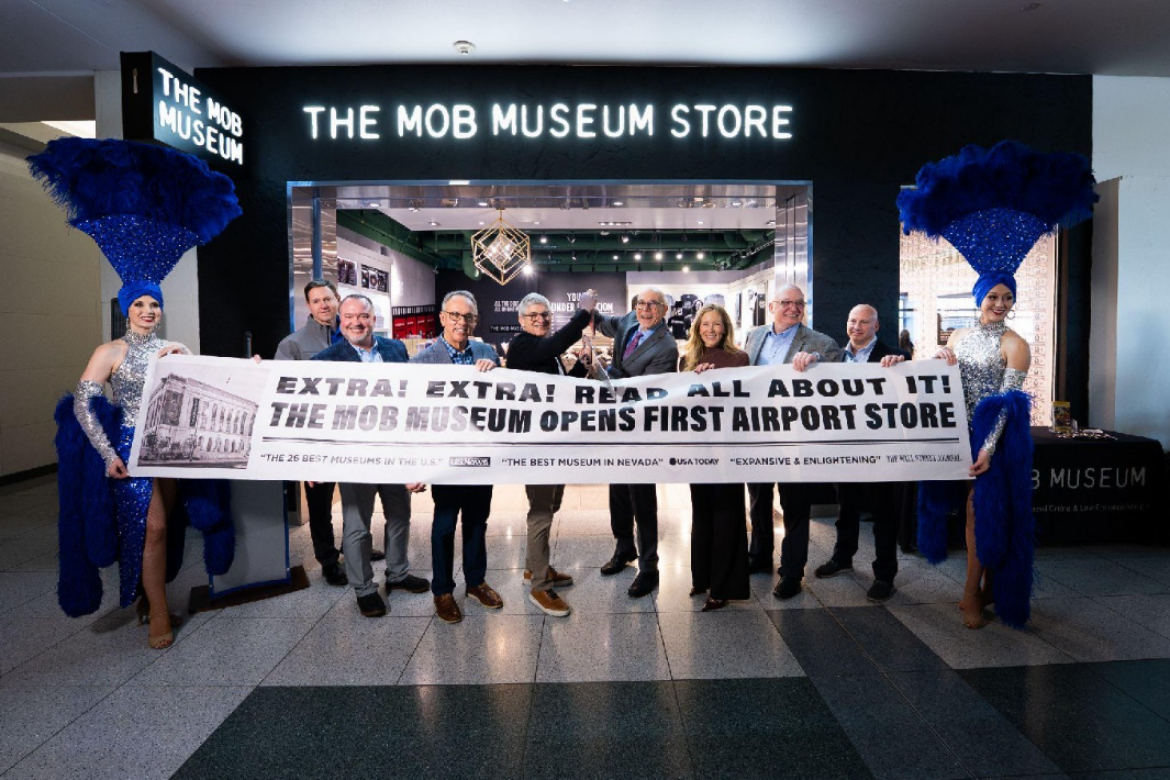 THE MOB
MUSEUM
THE MOB MUSEUM STORE
EXTRA! EXTRA! READ ALL ABOUT IT!
THE MOB MUSEUM OPENS FIRST AIRPORT STORE
"THE 26 BEST MUSEUMS IN THE U.S." "THE BEST MUSEUM IN NEVADA" USA TODAY "EXPANSIVE & ENLIGHTENING" THE WALL STREET JOURNAL
B MUSEUM